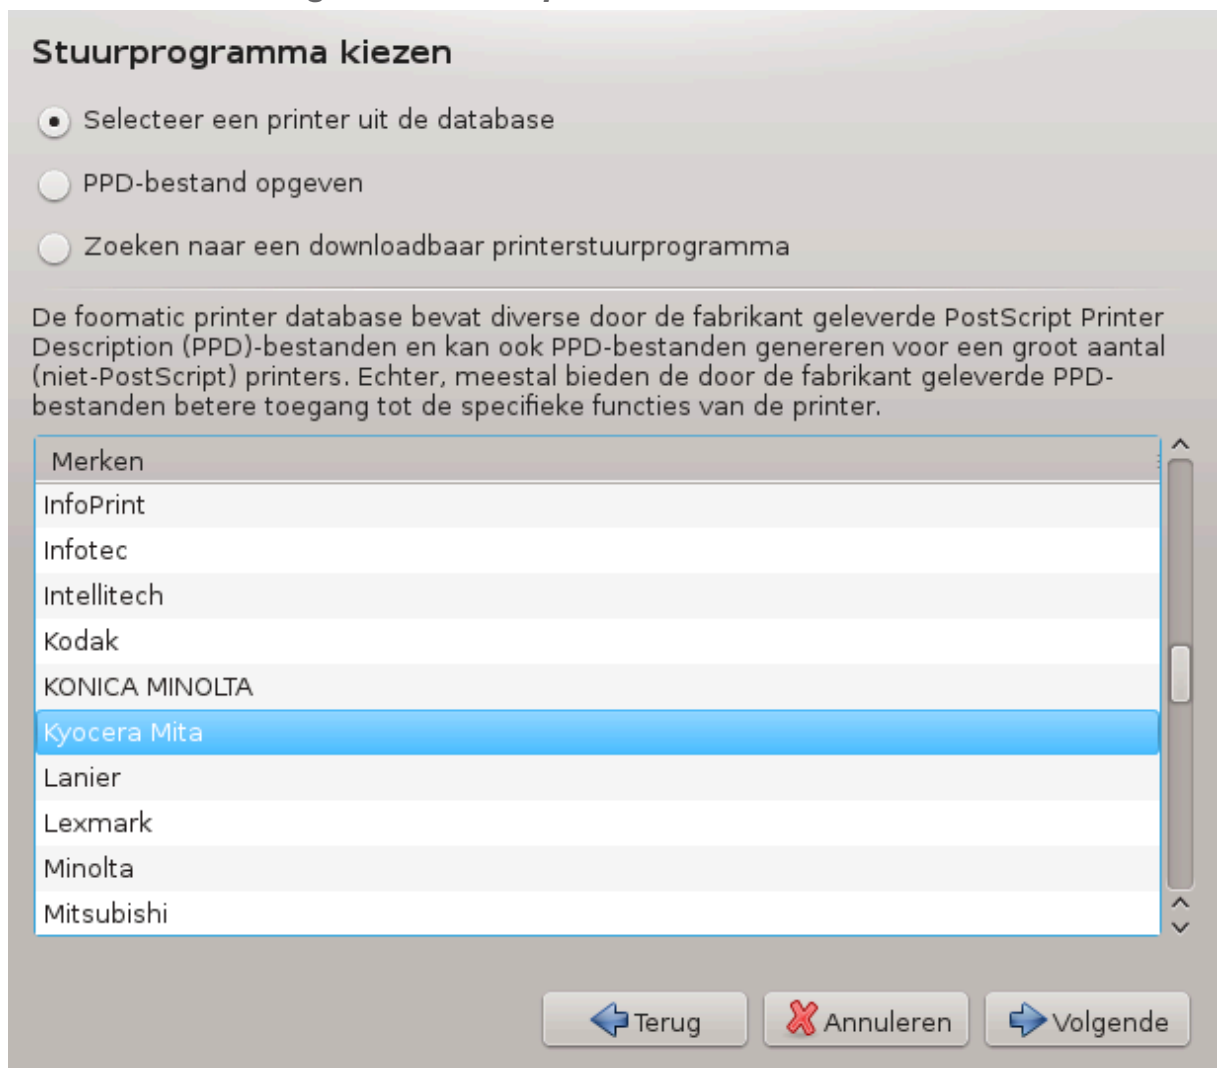 Stuurprogramma kiezen
Selecteer een printer uit de database
PPD-bestand opgeven
Zoeken naar een downloadbaar printerstuurprogramma
De foomatic printer database bevat diverse door de fabrikant geleverde PostScript Printer
Description (PPD)-bestanden en kan ook PPD-bestanden genereren voor een groot aantal
(niet-PostScript) printers. Echter, meestal bieden de door de fabrikant geleverde PPD-
bestanden betere toegang tot de specifieke functies van de printer.
Merken
InfoPrint
Infotec
Intellitech
Kodak
KONICA MINOLTA
Kyocera Mita
Lanier
Lexmark
Minolta
Mitsubishi
Terug Annuleren Volgende